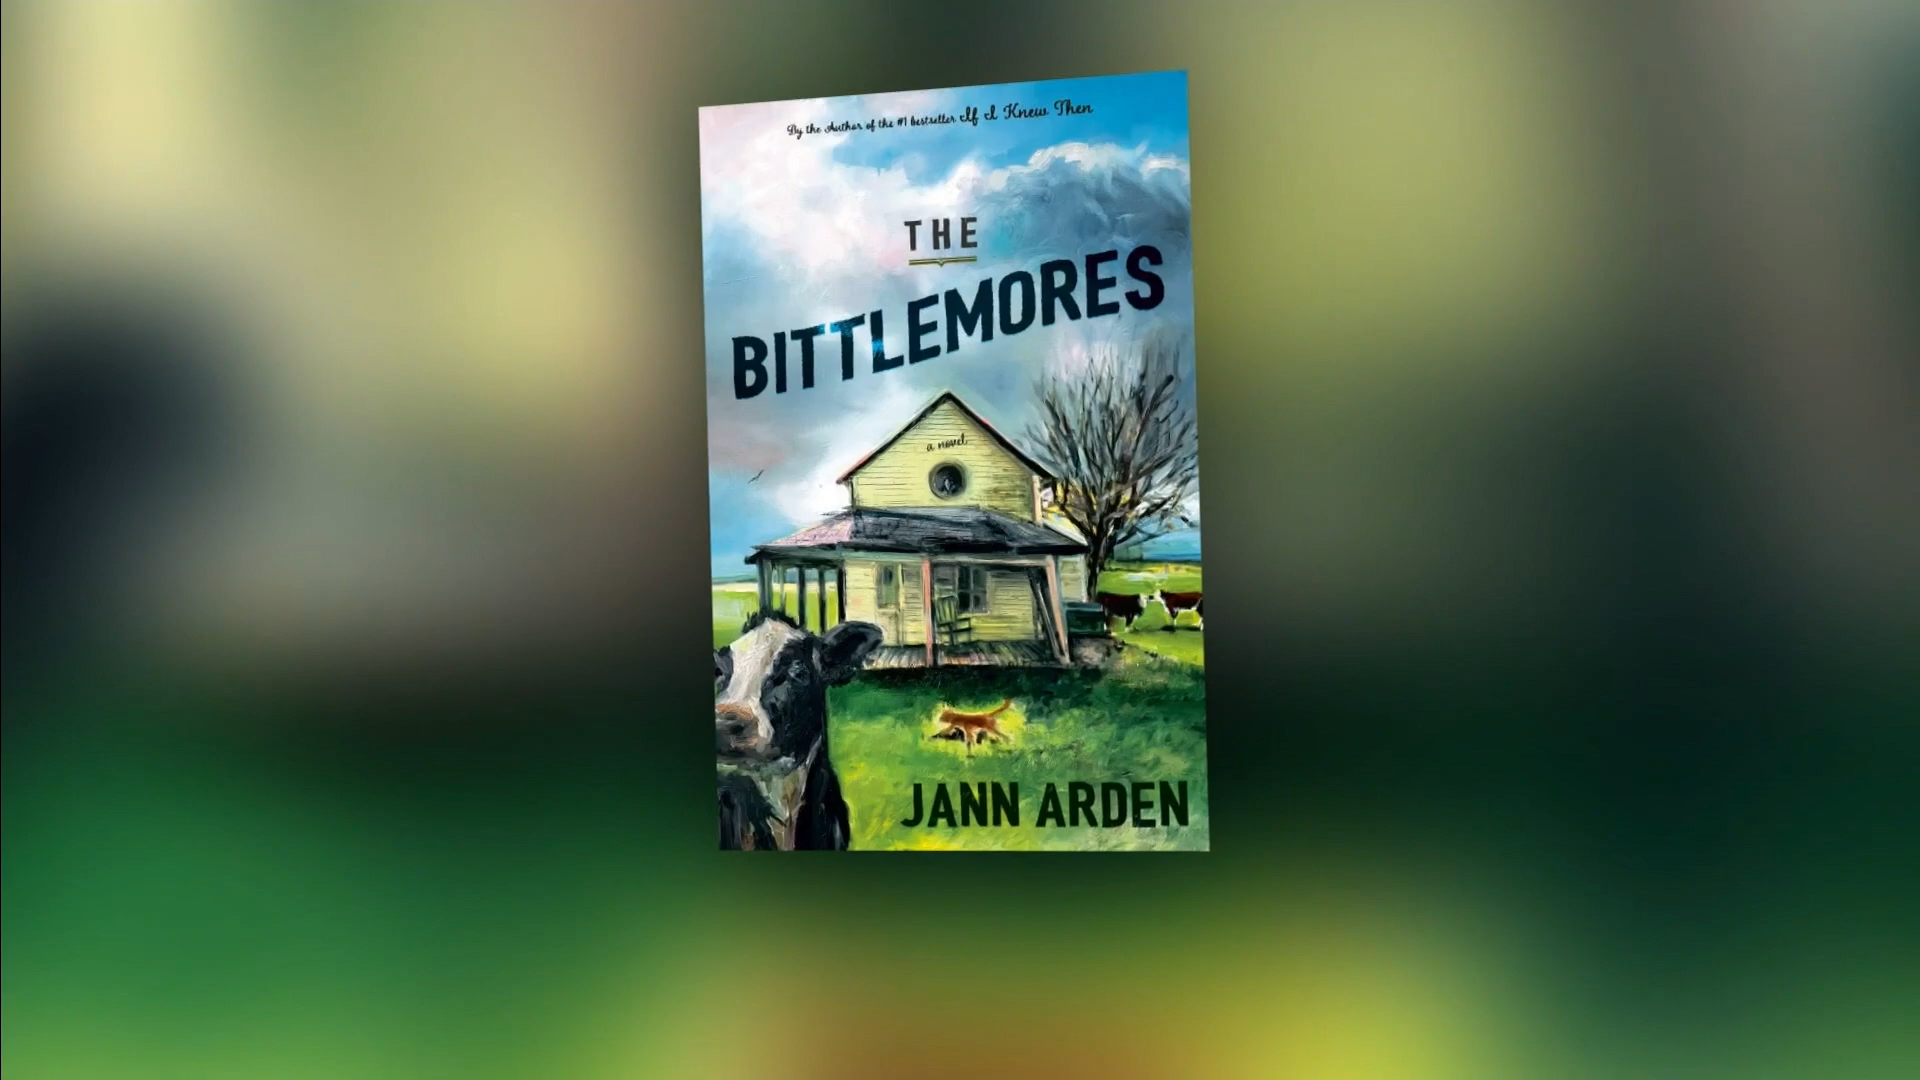 By the Author of the #1 bestseller If I Knew Then
THE
BITTLEMORES
a novel
JANN ARDEN